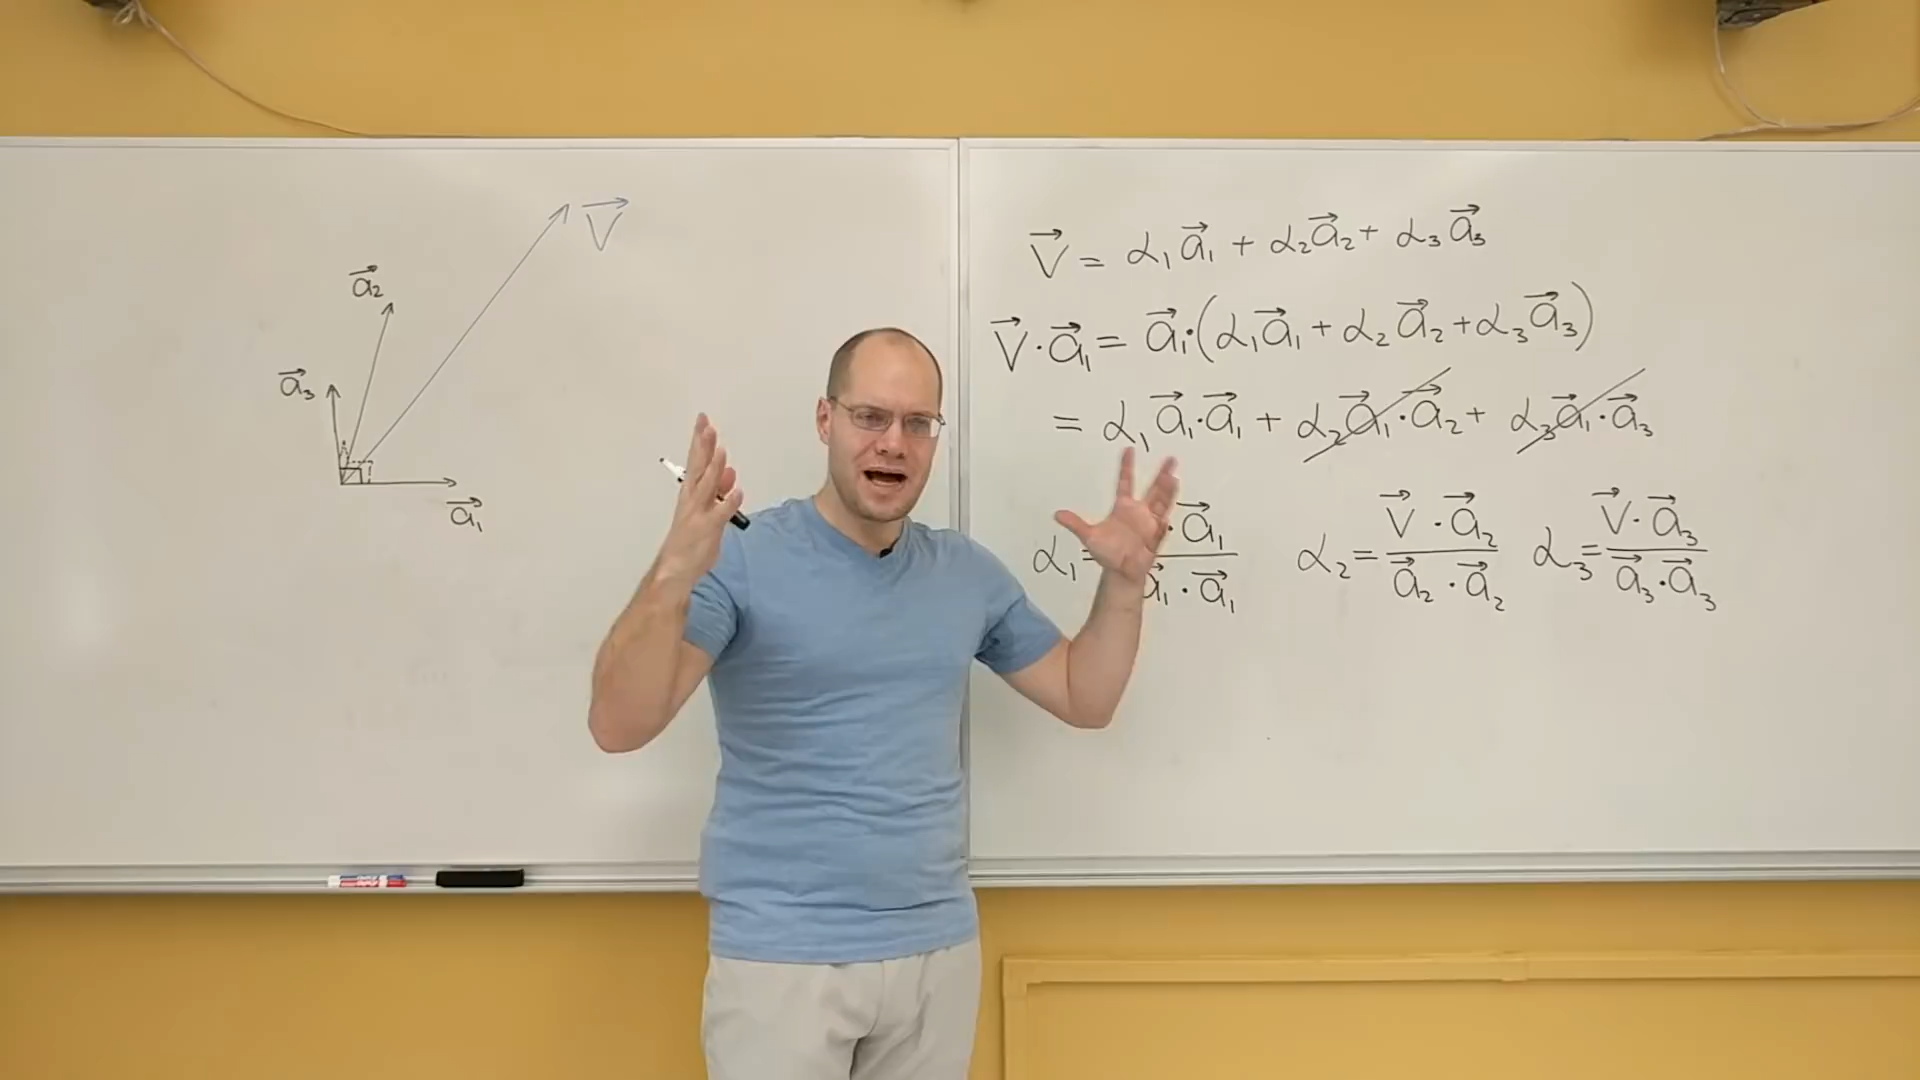 V⃗
a⃗₂
a⃗₃
a⃗₁
V⃗ = α₁a⃗₁ + α₂a⃗₂ + α₃a⃗₃
V⃗·a⃗₁ = a⃗₁·(α₁a⃗₁ + α₂a⃗₂ + α₃a⃗₃)
= α₁a⃗₁·a⃗₁ + α₂a⃗₁·a⃗₂ + α₃a⃗₁·a⃗₃
α₁ = ·a⃗₁ / a⃗₁·a⃗₁ α₂ = V⃗·a⃗₂ / a⃗₂·a⃗₂ α₃ = V⃗·a⃗₃ / a⃗₃·a⃗₃